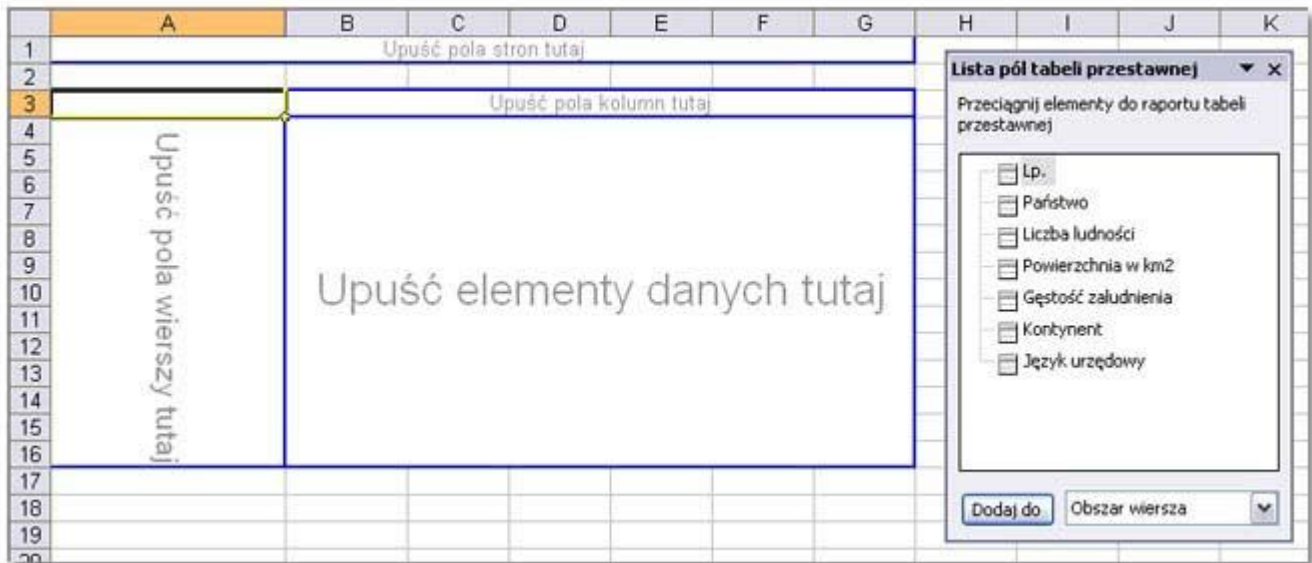 A B C D E F G H I J K
1 Upuść pola stron tutaj
2
3 Upuść pola kolumn tutaj
4
5
6
7
8
9
10
11
12
13
14
15
16
17
18
19
20
Upuść pola wierszy tutaj
Upuść elementy danych tutaj
Lista pól tabeli przestawnej
Przeciągnij elementy do raportu tabeli
przestawnej
Lp.
Państwo
Liczba ludności
Powierzchnia w km2
Gęstość zaludnienia
Kontynent
Język urzędowy
Dodaj do Obszar wiersza